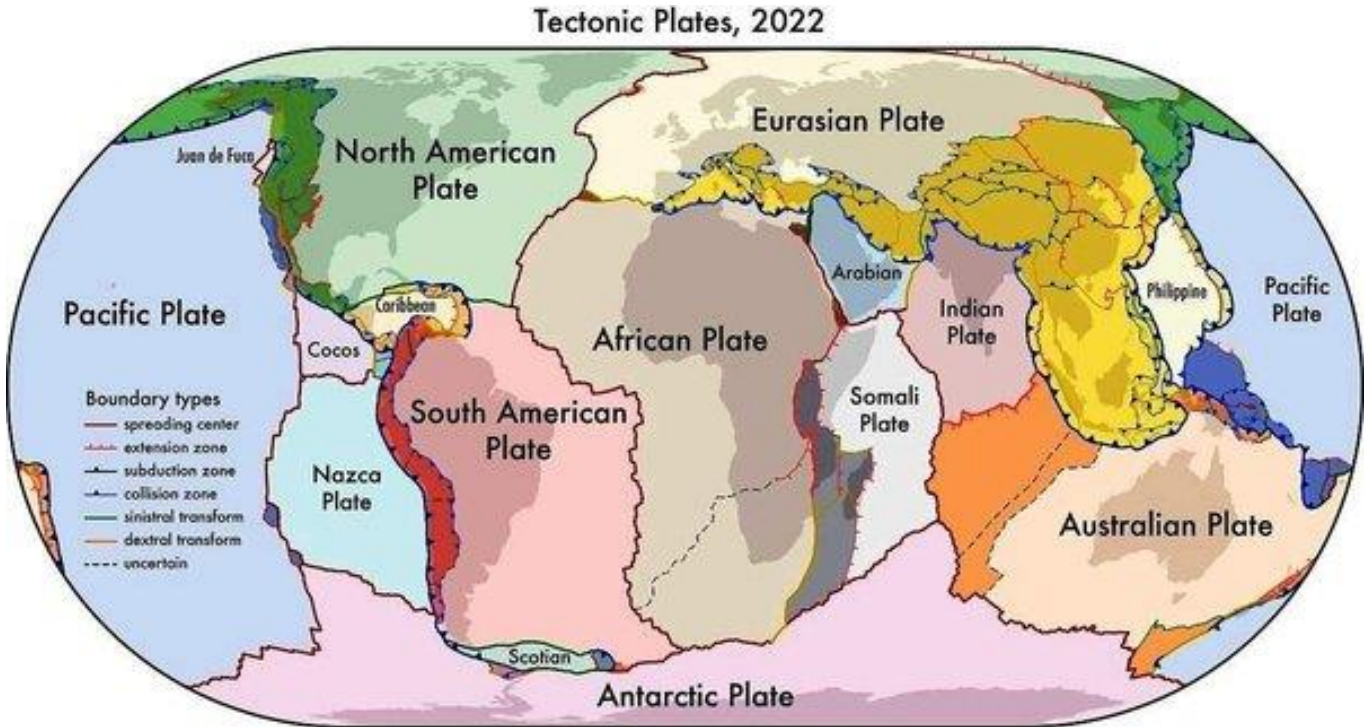 Tectonic Plates, 2022
Eurasian Plate
Juan de Fuca
North American
Plate
Arabian
Philippine
Pacific Plate
Caribbean
Indian
Plate
Pacific
Plate
Cocos
African Plate
Somali
Plate
South American
Plate
Boundary types
spreading center
extension zone
subduction zone
collision zone
sinistral transform
dextral transform
uncertain
Nazca
Plate
Australian Plate
Scotian
Antarctic Plate